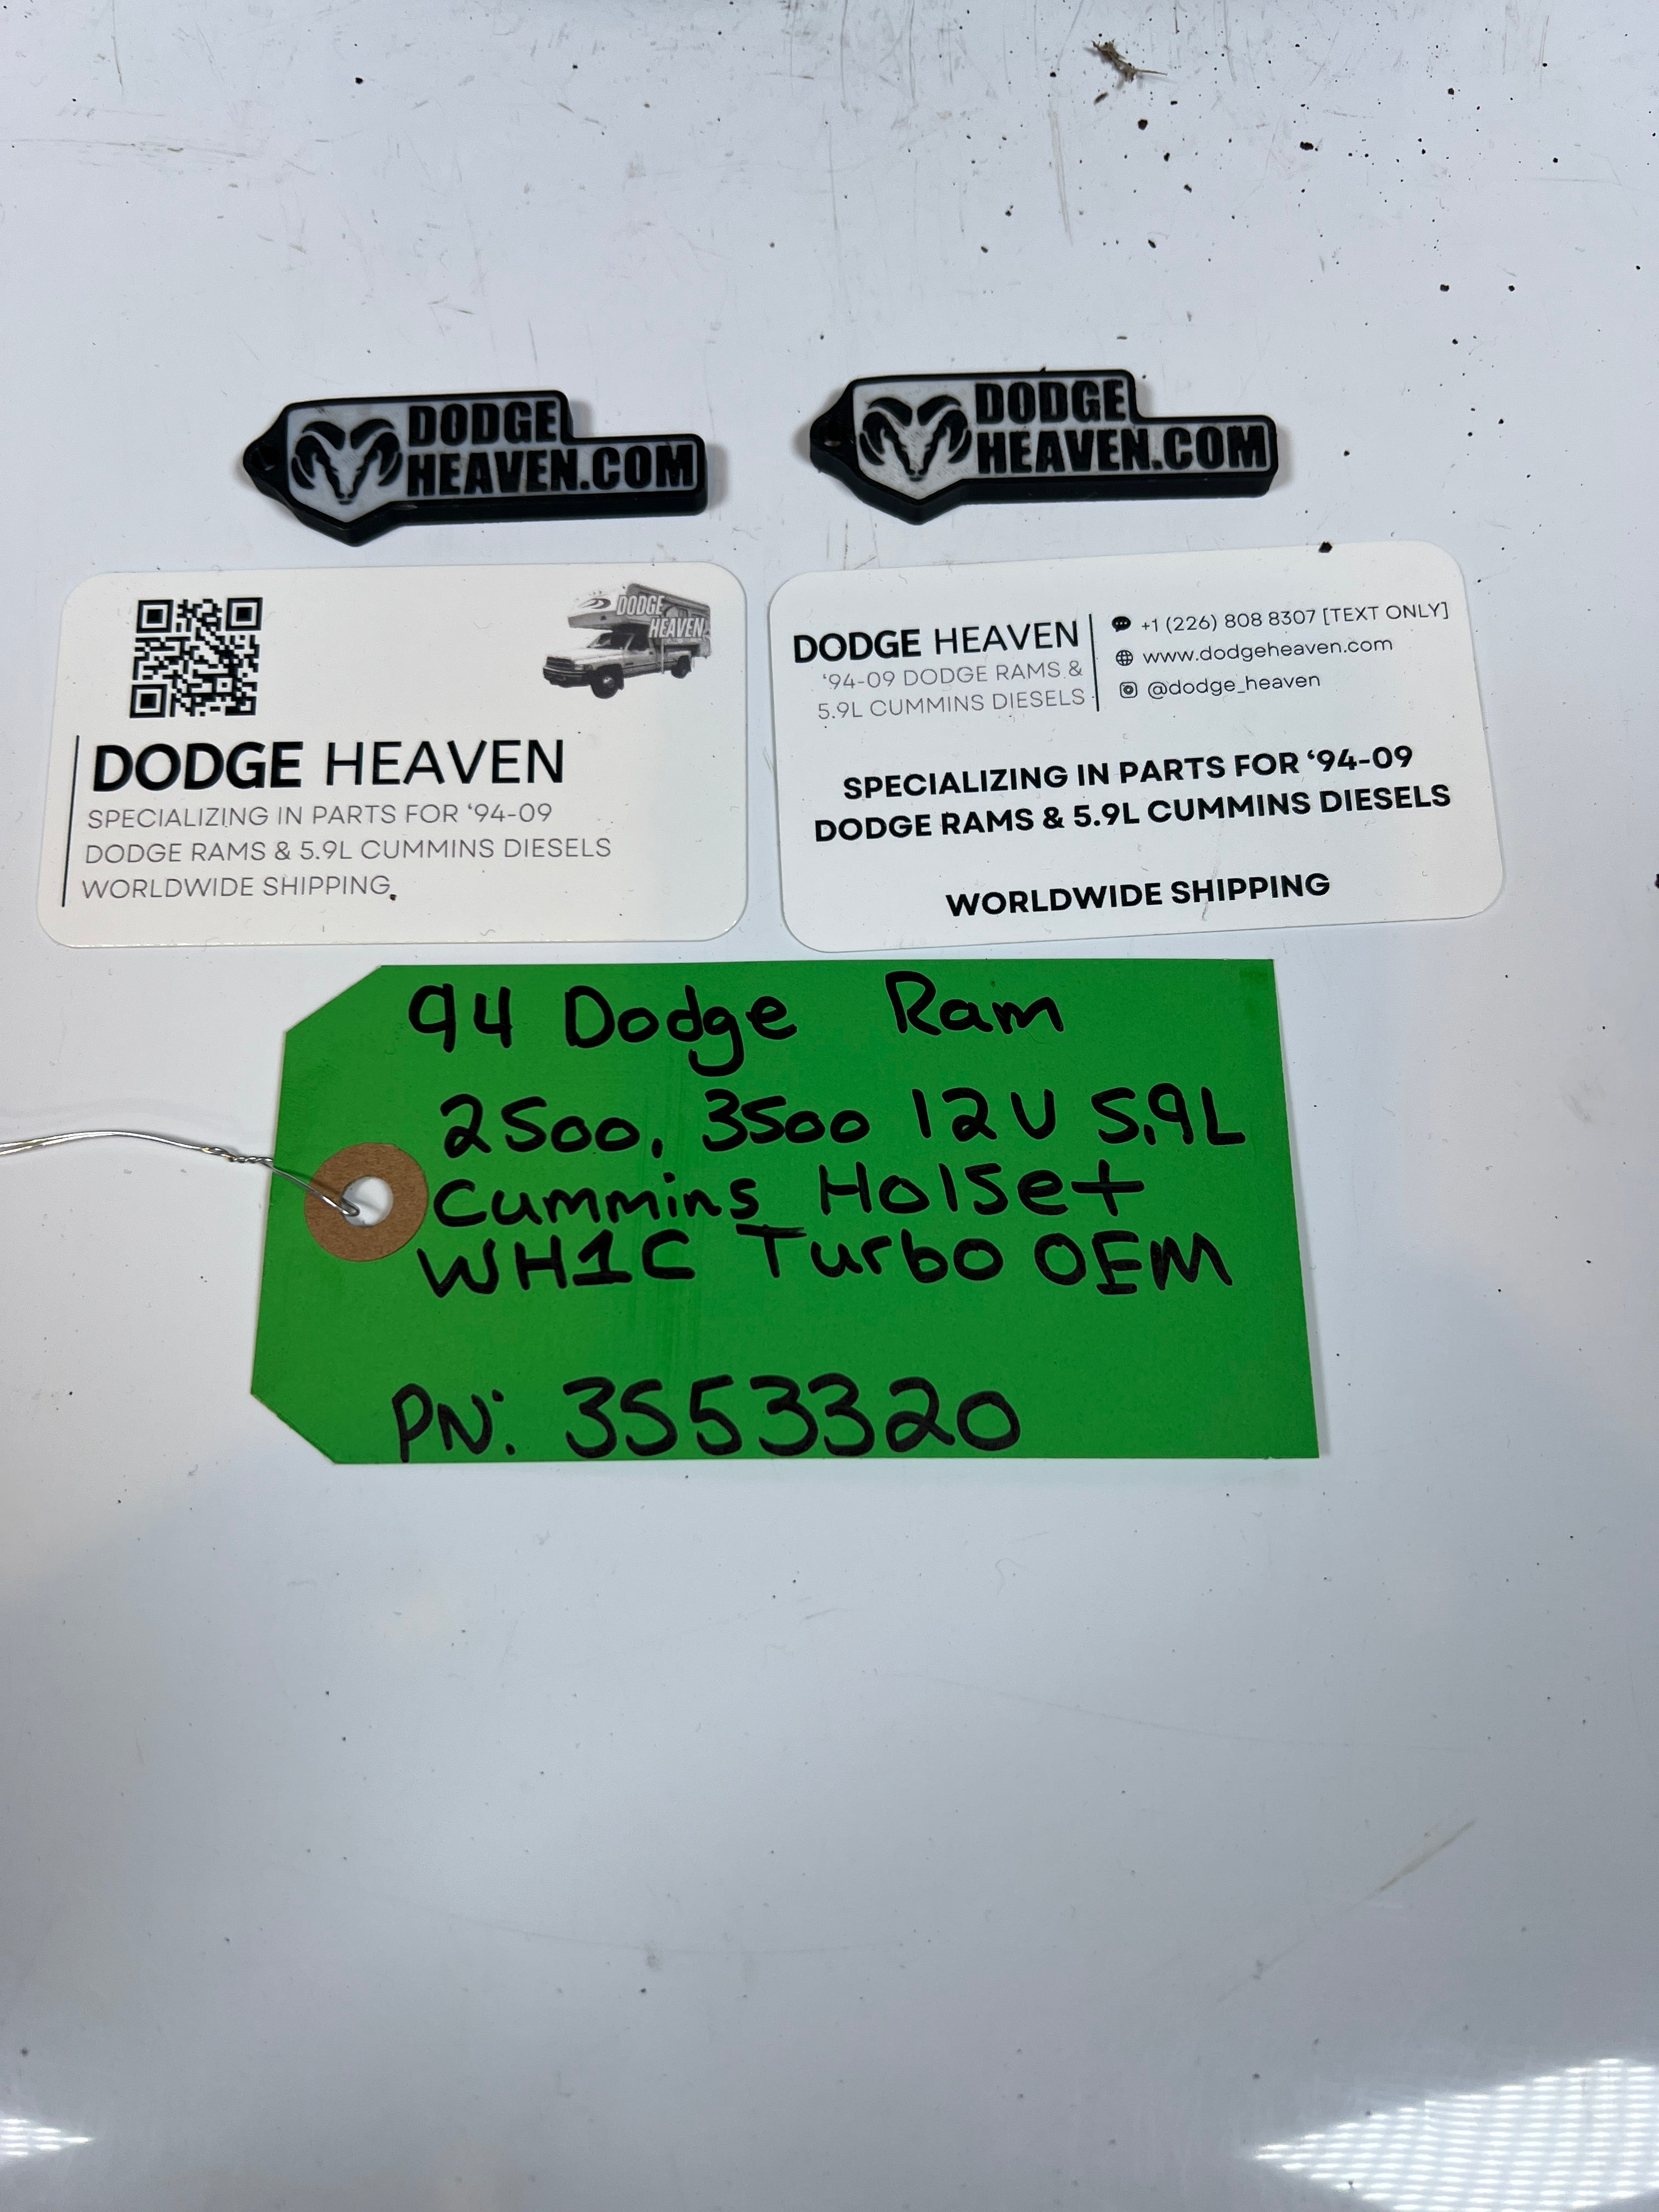 DODGE
HEAVEN.COM
DODGE
HEAVEN.COM
DODGE
HEAVEN
DODGE HEAVEN
SPECIALIZING IN PARTS FOR ‘94-09
DODGE RAMS & 5.9L CUMMINS DIESELS
WORLDWIDE SHIPPING
DODGE HEAVEN
‘94-09 DODGE RAMS &
5.9L CUMMINS DIESELS
+1 (226) 808 8307 [TEXT ONLY]
www.dodgeheaven.com
@dodge_heaven
SPECIALIZING IN PARTS FOR ‘94-09
DODGE RAMS & 5.9L CUMMINS DIESELS
WORLDWIDE SHIPPING
94 Dodge Ram
2500, 3500 12V 5.9L
Cummins Holset
WH1C Turbo OEM
PN: 3553320